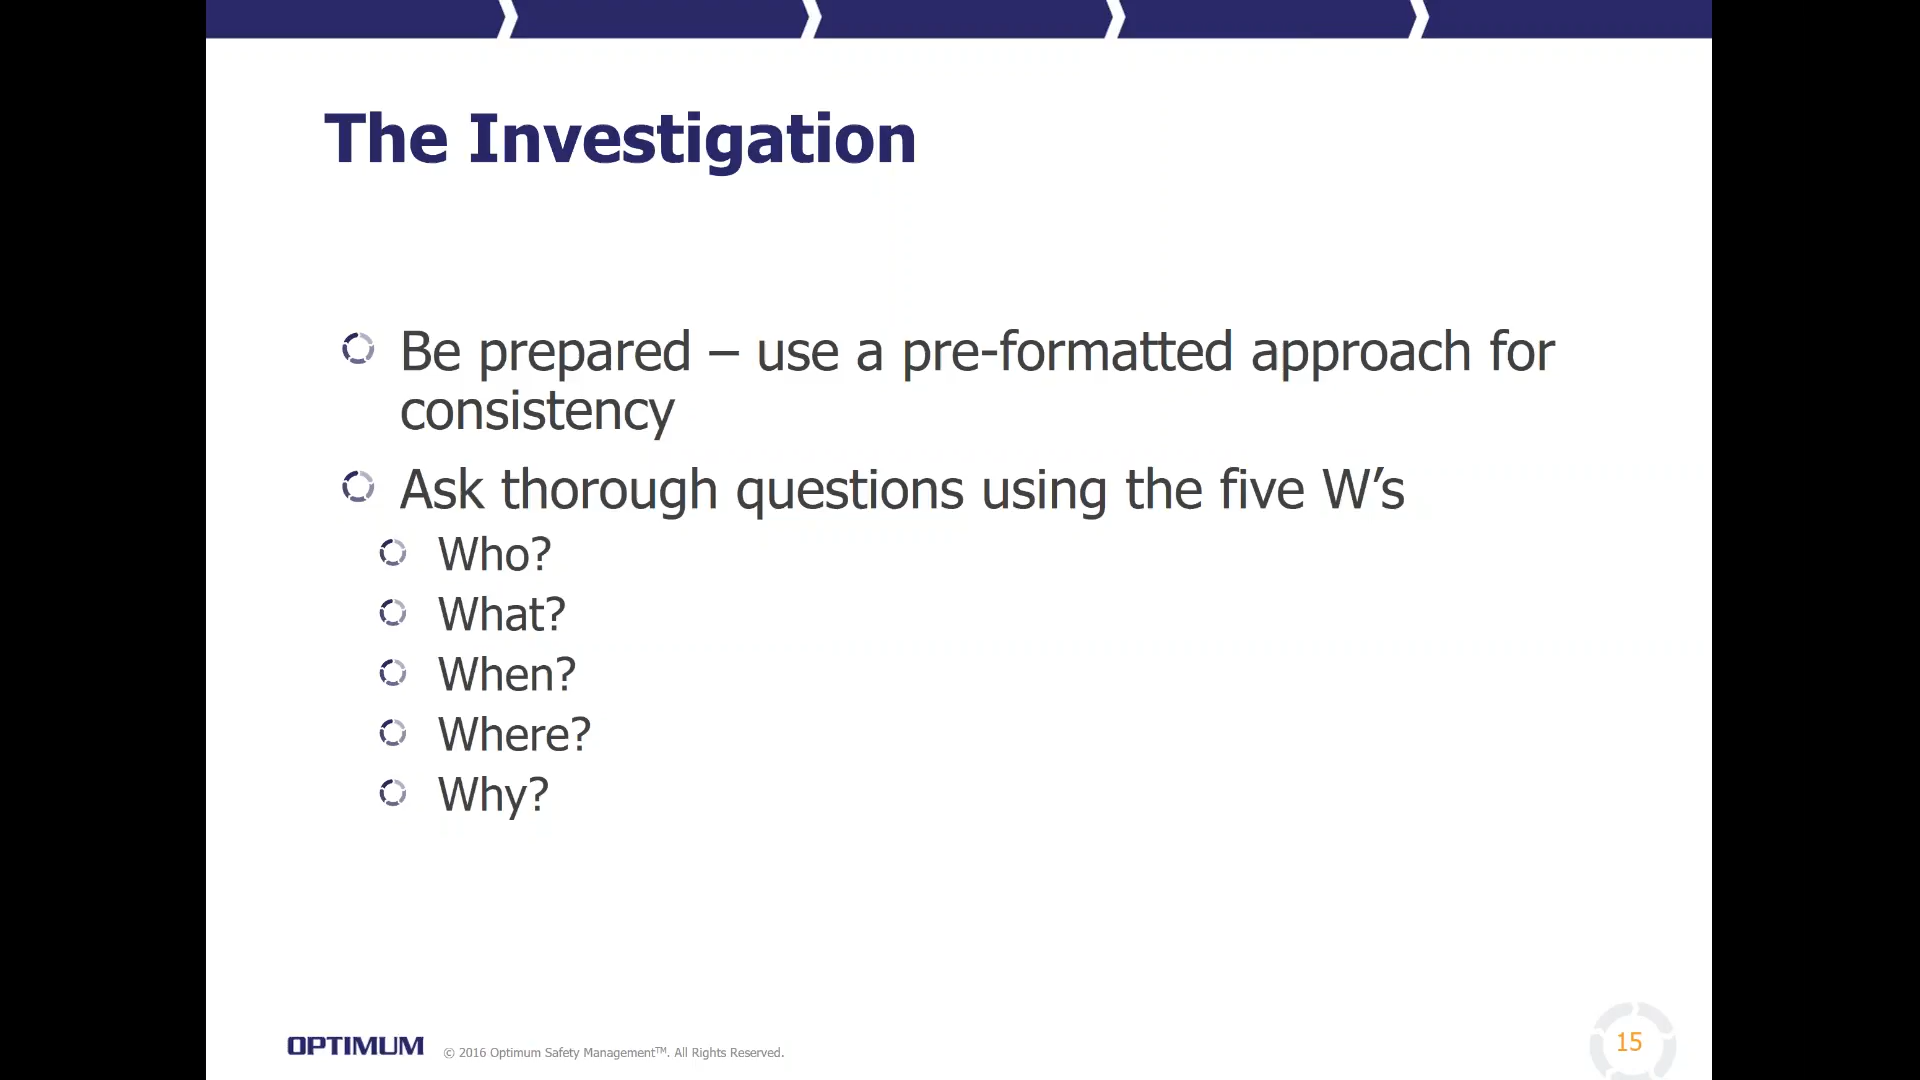 The Investigation
Be prepared – use a pre-formatted approach for
consistency
Ask thorough questions using the five W’s
Who?
What?
When?
Where?
Why?
OPTIMUM © 2016 Optimum Safety Management™. All Rights Reserved.
15